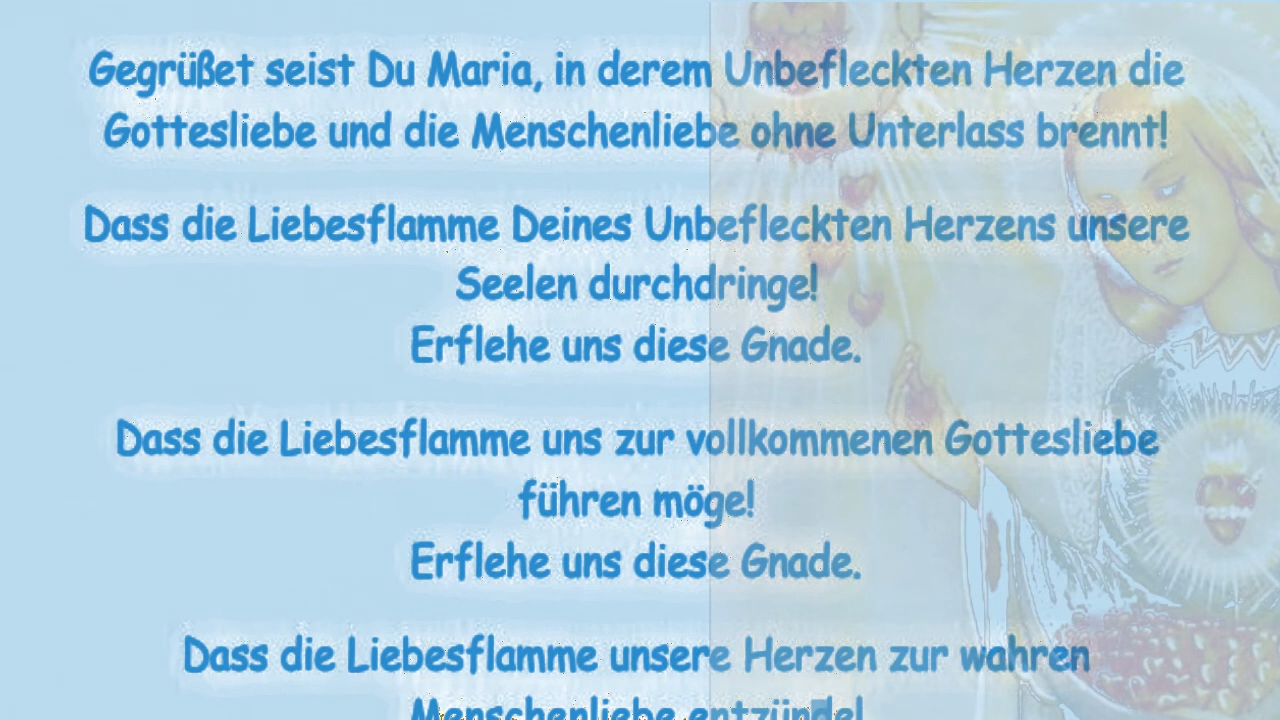 Gegrüßet seist Du Maria, in derem Unbefleckten Herzen die
Gottesliebe und die Menschenliebe ohne Unterlass brennt!
Dass die Liebesflamme Deines Unbefleckten Herzens unsere
Seelen durchdringe!
Erflehe uns diese Gnade.
Dass die Liebesflamme uns zur vollkommenen Gottesliebe
führen möge!
Erflehe uns diese Gnade.
Dass die Liebesflamme unsere Herzen zur wahren
Menschenliebe entzünde!